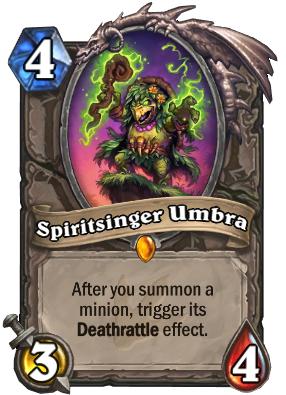 4
Spiritsinger Umbra
After you summon a
minion, trigger its
Deathrattle effect.
3
4